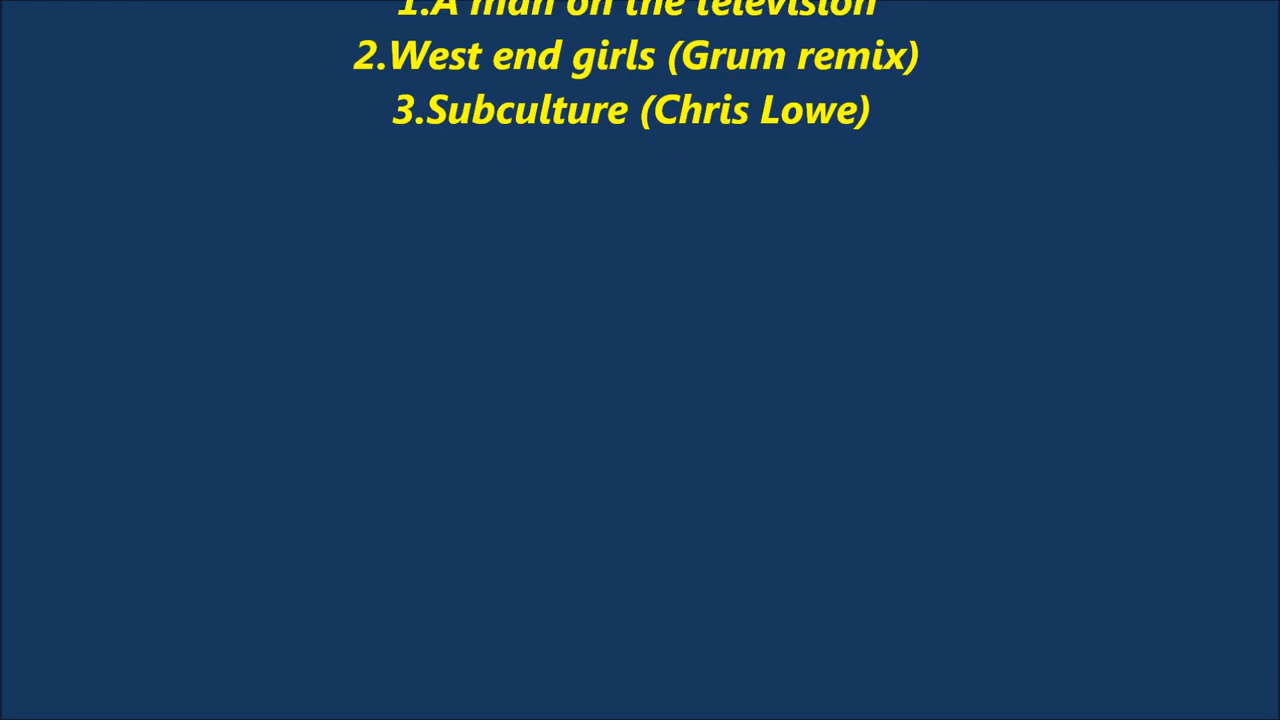 1.A man on the television
2.West end girls (Grum remix)
3.Subculture (Chris Lowe)